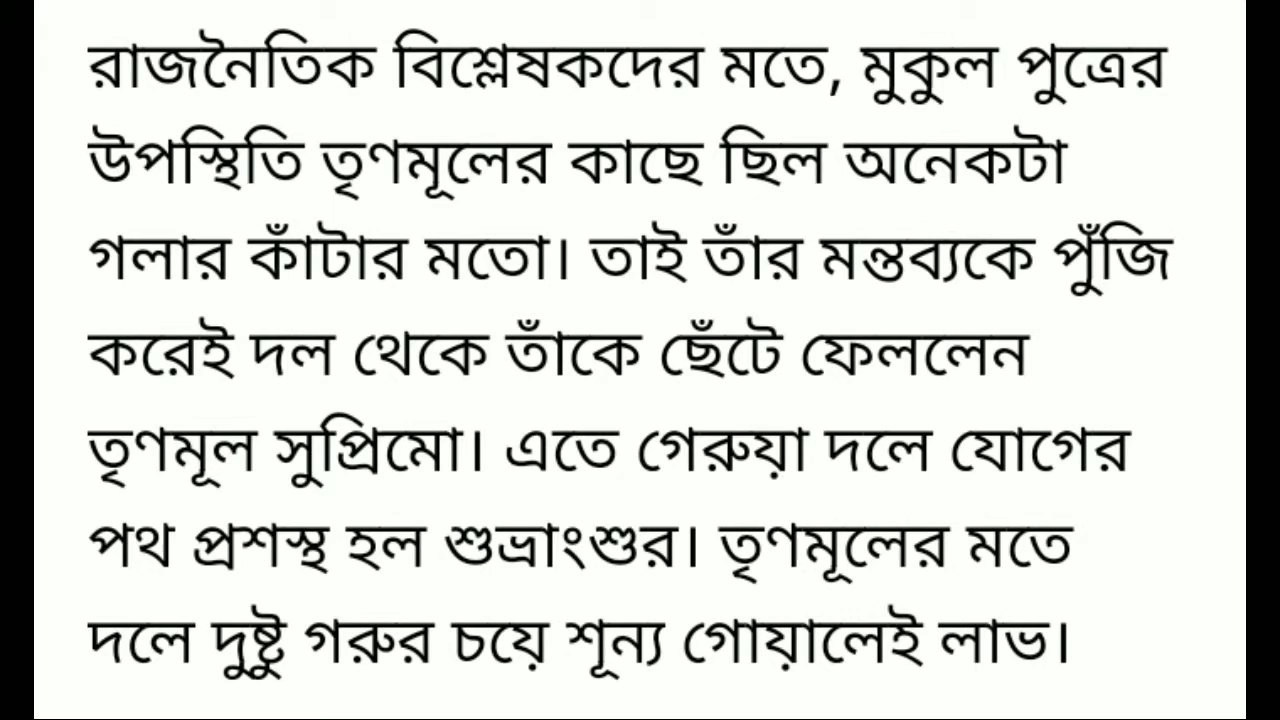 রাজনৈতিক বিশ্লেষকদের মতে, মুকুল পুত্রের
উপস্থিতি তৃণমূলের কাছে ছিল অনেকটা
গলার কাঁটার মতো। তাই তাঁর মন্তব্যকে পুঁজি
করেই দল থেকে তাঁকে ছেঁটে ফেললেন
তৃণমূল সুপ্রিমো। এতে গেরুয়া দলে যোগের
পথ প্রশস্থ হল শুভ্রাংশুর। তৃণমূলের মতে
দলে দুষ্টু গরুর চয়ে শূন্য গোয়ালেই লাভ।